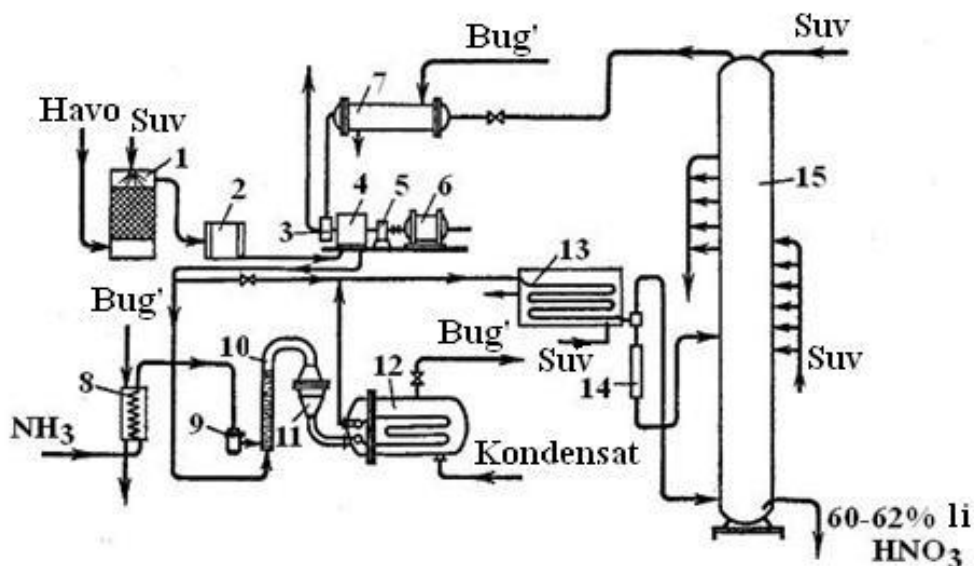 Bug'
Suv
Havo
Suv
1
2
3
4
5
6
7
15
13
Bug'
10
Bug'
Suv
12
14
Suv
8
9
11
NH3
Kondensat
60-62% li
HNO3